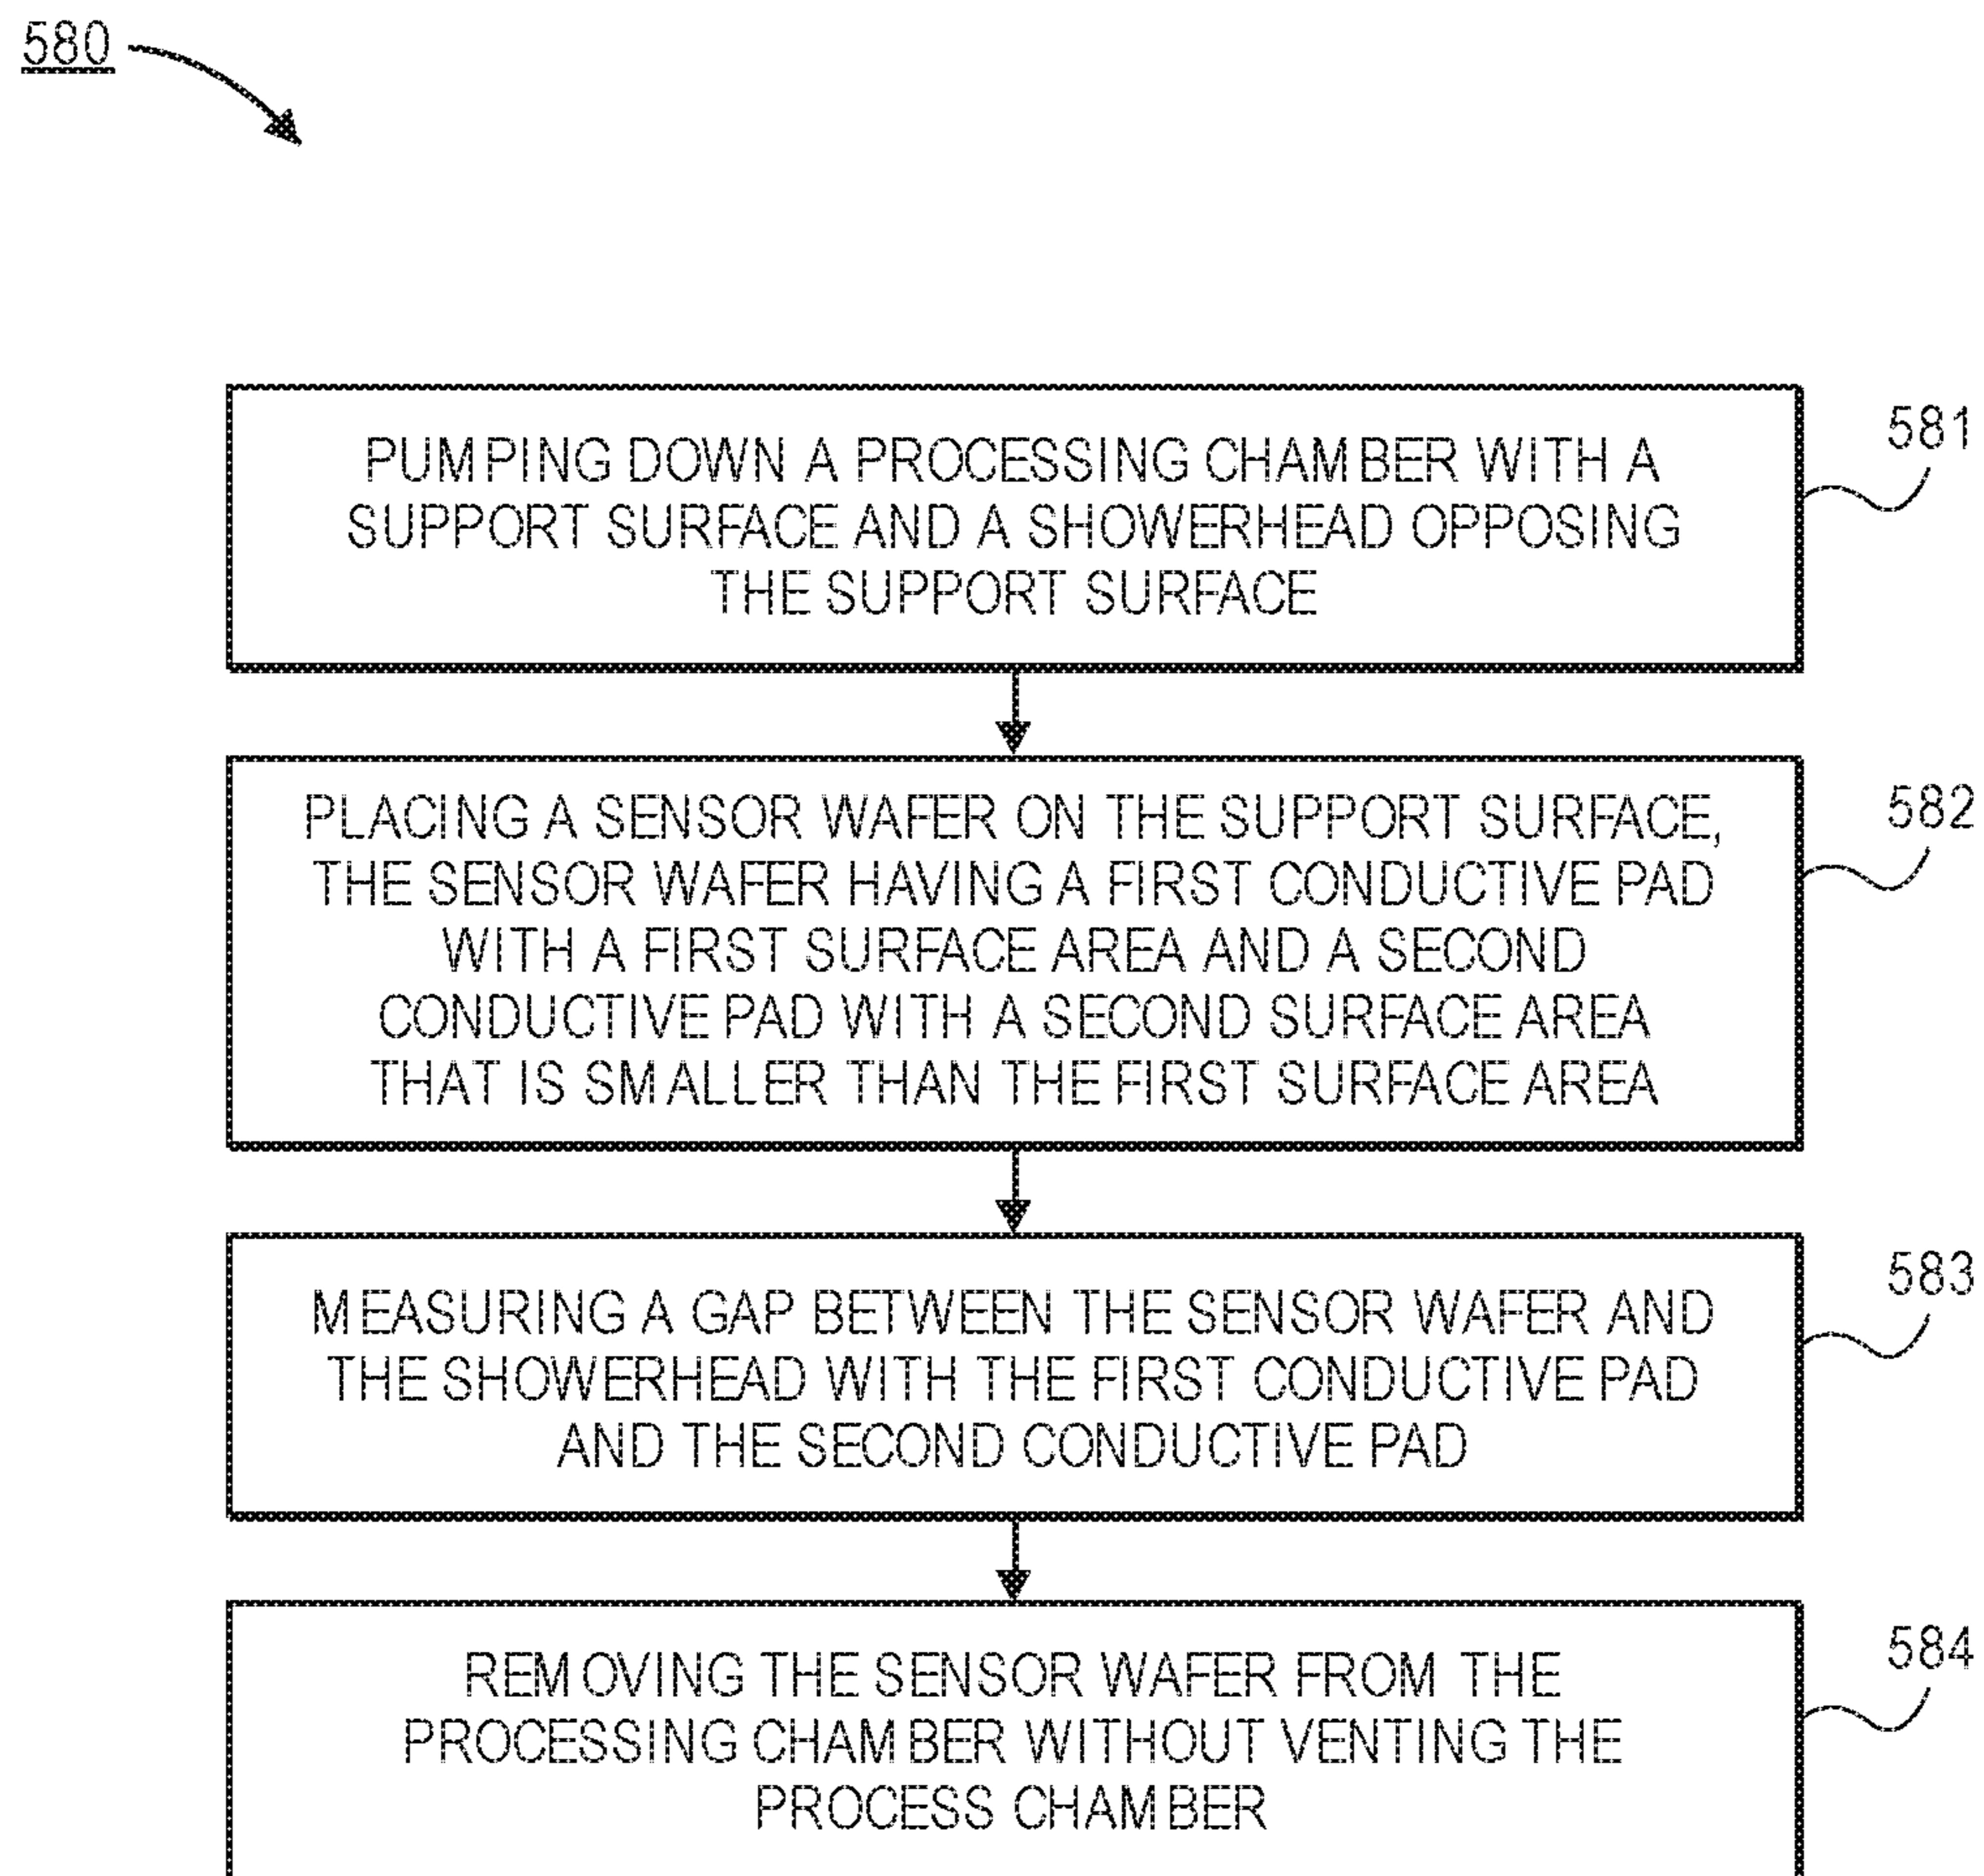 580
PUMPING DOWN A PROCESSING CHAMBER WITH A
SUPPORT SURFACE AND A SHOWERHEAD OPPOSING
THE SUPPORT SURFACE
581
PLACING A SENSOR WAFER ON THE SUPPORT SURFACE,
THE SENSOR WAFER HAVING A FIRST CONDUCTIVE PAD
WITH A FIRST SURFACE AREA AND A SECOND
CONDUCTIVE PAD WITH A SECOND SURFACE AREA
THAT IS SMALLER THAN THE FIRST SURFACE AREA
582
MEASURING A GAP BETWEEN THE SENSOR WAFER AND
THE SHOWERHEAD WITH THE FIRST CONDUCTIVE PAD
AND THE SECOND CONDUCTIVE PAD
583
REMOVING THE SENSOR WAFER FROM THE
PROCESSING CHAMBER WITHOUT VENTING THE
PROCESS CHAMBER
584